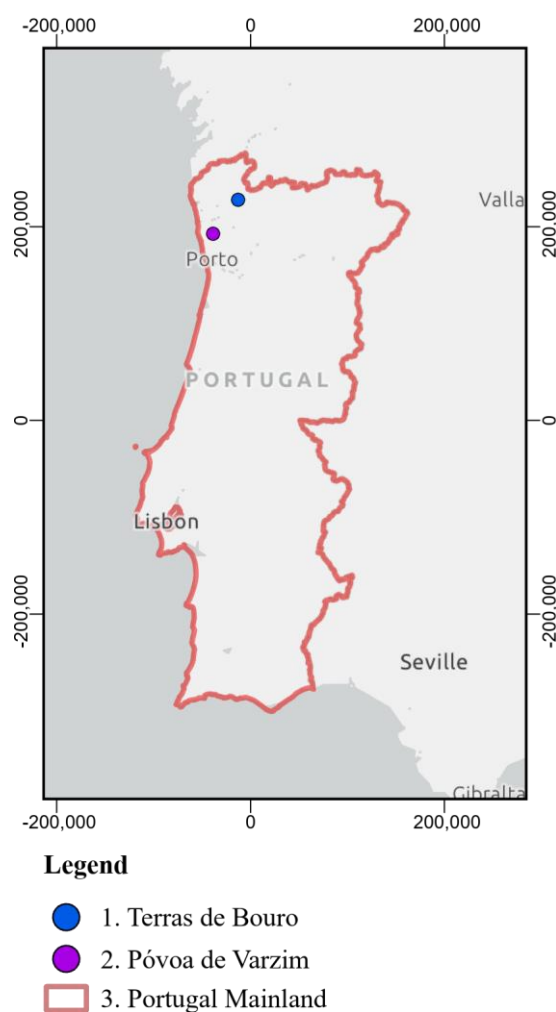 -200,000 0 200,000
Valla
200,000 200,000
Porto
PORTUGAL
0 0
Lisbon
-200,000 -200,000
Seville
Gibralta
-200,000 0 200,000
Legend
1. Terras de Bouro
2. Póvoa de Varzim
3. Portugal Mainland